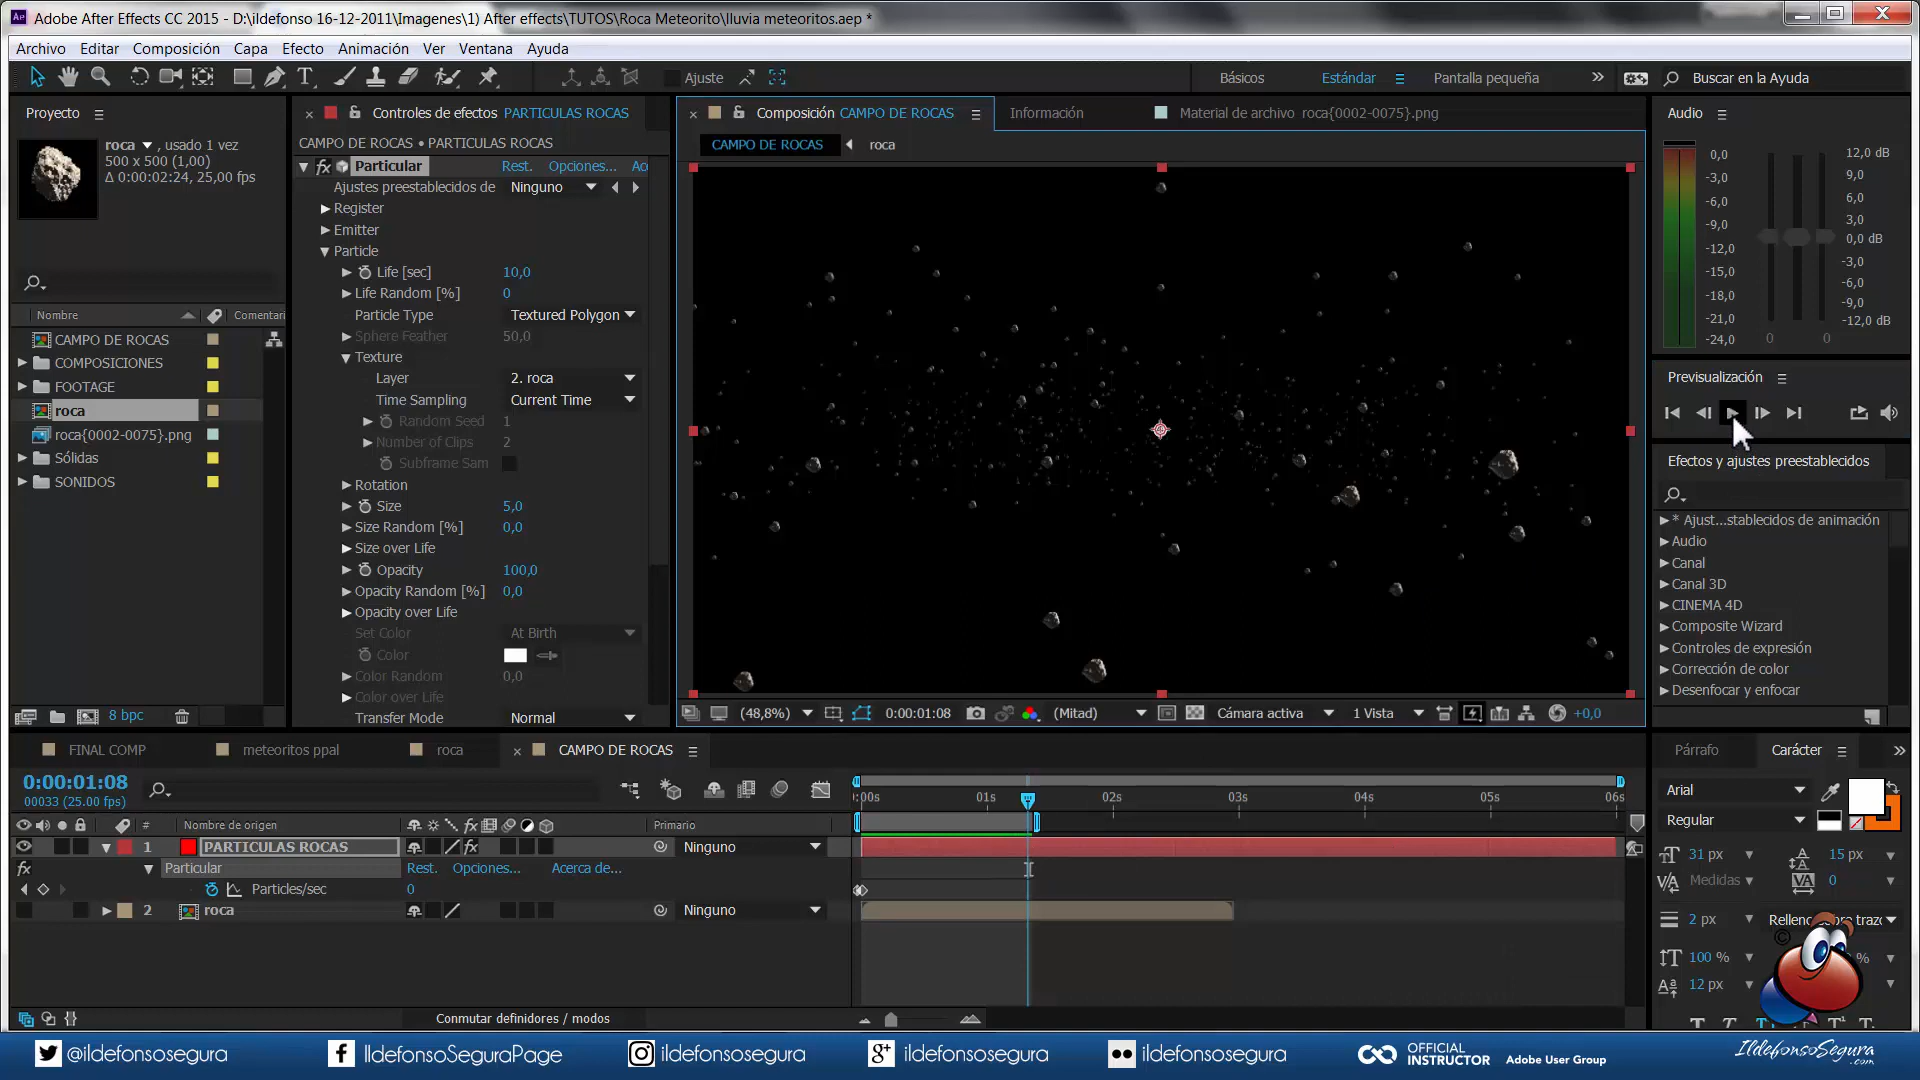 Adobe After Effects CC 2015 - D:\ildefonso 16-12-2011\Imagenes\1) After effects\TUTOS\Roca Meteorito\lluvia meteoritos.aep *
Archivo Editar Composición Capa Efecto Animación Ver Ventana Ayuda
Ajuste
Básicos Estándar Pantalla pequeña
Buscar en la Ayuda
Proyecto
roca , usado 1 vez
500 x 500 (1,00)
Δ 0:00:02:24, 25,00 fps
Nombre Comentari
CAMPO DE ROCAS
COMPOSICIONES
FOOTAGE
roca
roca{0002-0075}.png
Sólidas
SONIDOS
8 bpc
Controles de efectos PARTICULAS ROCAS
CAMPO DE ROCAS • PARTICULAS ROCAS
fx Particular Rest. Opciones... Ac
Ajustes preestablecidos de Ninguno
Register
Emitter
Particle
Life [sec] 10,0
Life Random [%] 0
Particle Type Textured Polygon
Sphere Feather 50,0
Texture
Layer 2. roca
Time Sampling Current Time
Random Seed 1
Number of Clips 2
Subframe Sam
Rotation
Size 5,0
Size Random [%] 0,0
Size over Life
Opacity 100,0
Opacity Random [%] 0,0
Opacity over Life
Set Color At Birth
Color
Color Random 0,0
Color over Life
Transfer Mode Normal
Composición CAMPO DE ROCAS
Información
Material de archivo roca{0002-0075}.png
CAMPO DE ROCAS roca
(48,8%) 0:00:01:08 (Mitad) Cámara activa 1 Vista +0,0
Audio
0,0
-3,0
-6,0
-9,0
-12,0
-15,0
-18,0
-21,0
-24,0
12,0 dB
9,0
6,0
3,0
0,0 dB
-3,0
-6,0
-9,0
-12,0 dB
0 0
Previsualización
Efectos y ajustes preestablecidos
* Ajust...stablecidos de animación
Audio
Canal
Canal 3D
CINEMA 4D
Composite Wizard
Controles de expresión
Corrección de color
Desenfocar y enfocar
FINAL COMP meteoritos ppal roca CAMPO DE ROCAS
0:00:01:08
00033 (25.00 fps)
:00s 01s 02s 03s 04s 05s 06s
# Nombre de origen fx Primario
1 PARTICULAS ROCAS fx Ninguno
fx Particular Rest. Opciones... Acerca de...
Particles/sec 0
2 roca Ninguno
Conmutar definidores / modos
Párrafo Carácter
Arial
Regular
31 px 15 px
Medidas 0
2 px
100 % %
12 px
@ildefonsosegura
IldefonsoSeguraPage
ildefonsosegura
ildefonsosegura
ildefonsosegura
OFFICIAL
INSTRUCTOR Adobe User Group
IldefonsoSegura
.com